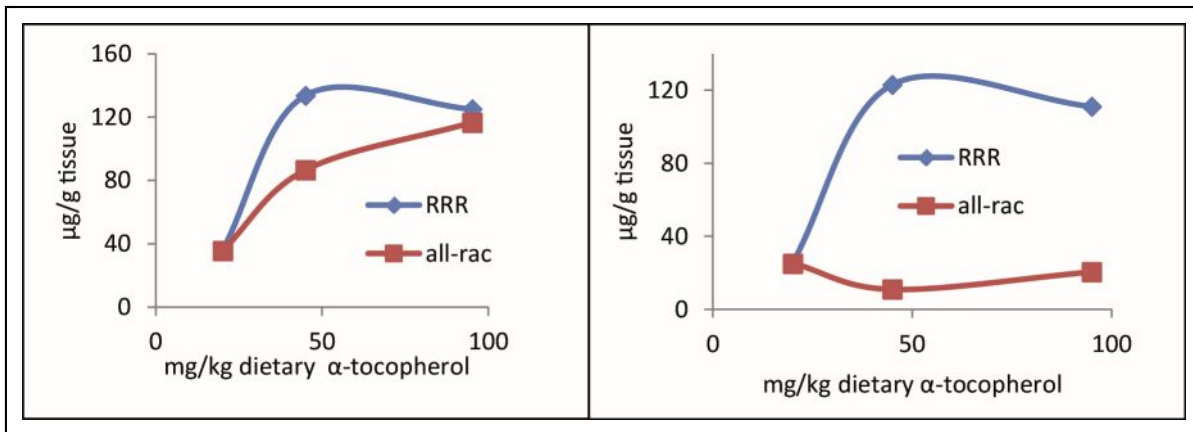 160
120
80
40
0
µg/g tissue
RRR
all-rac
0 50 100
mg/kg dietary α-tocopherol
120
80
40
0
µg/g tissue
RRR
all-rac
0 50 100
mg/kg dietary α-tocopherol